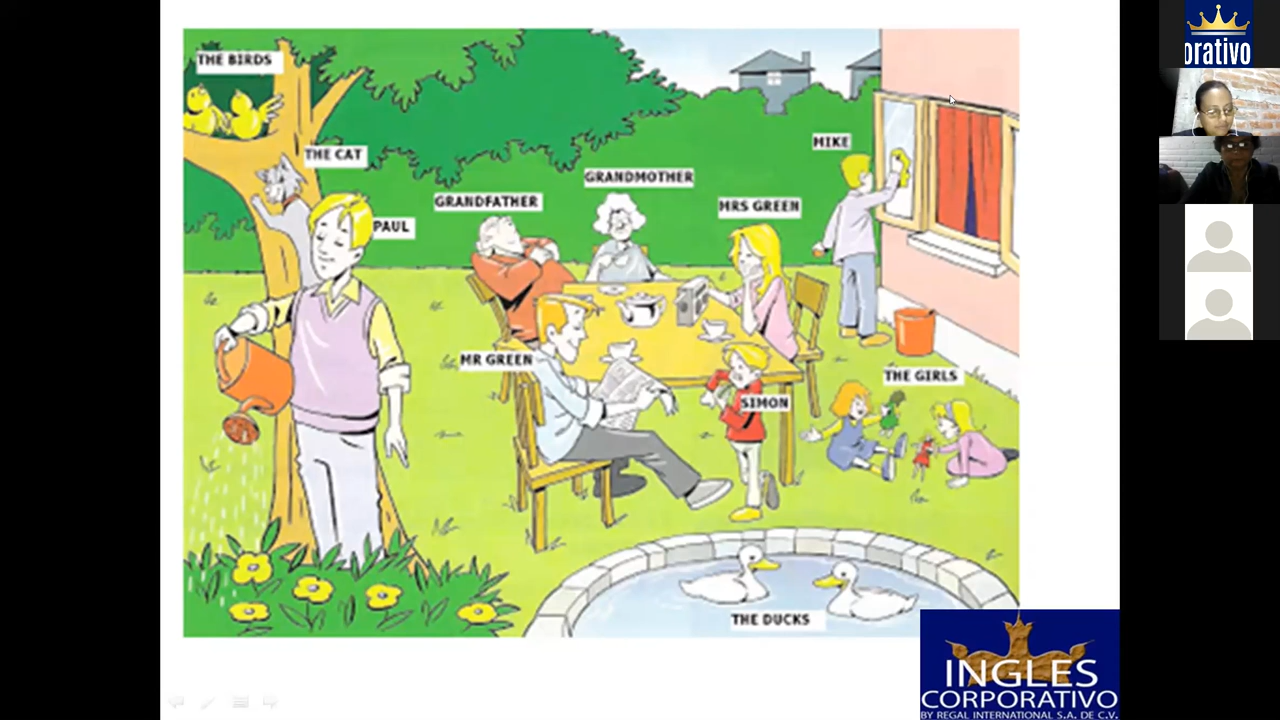 THE BIRDS
THE CAT
PAUL
GRANDFATHER
GRANDMOTHER
MRS GREEN
MIKE
MR GREEN
SIMON
THE GIRLS
THE DUCKS
INGLES
CORPORATIVO
BY REGAL INTERNATIONAL S.A. DE C.V.
orativo